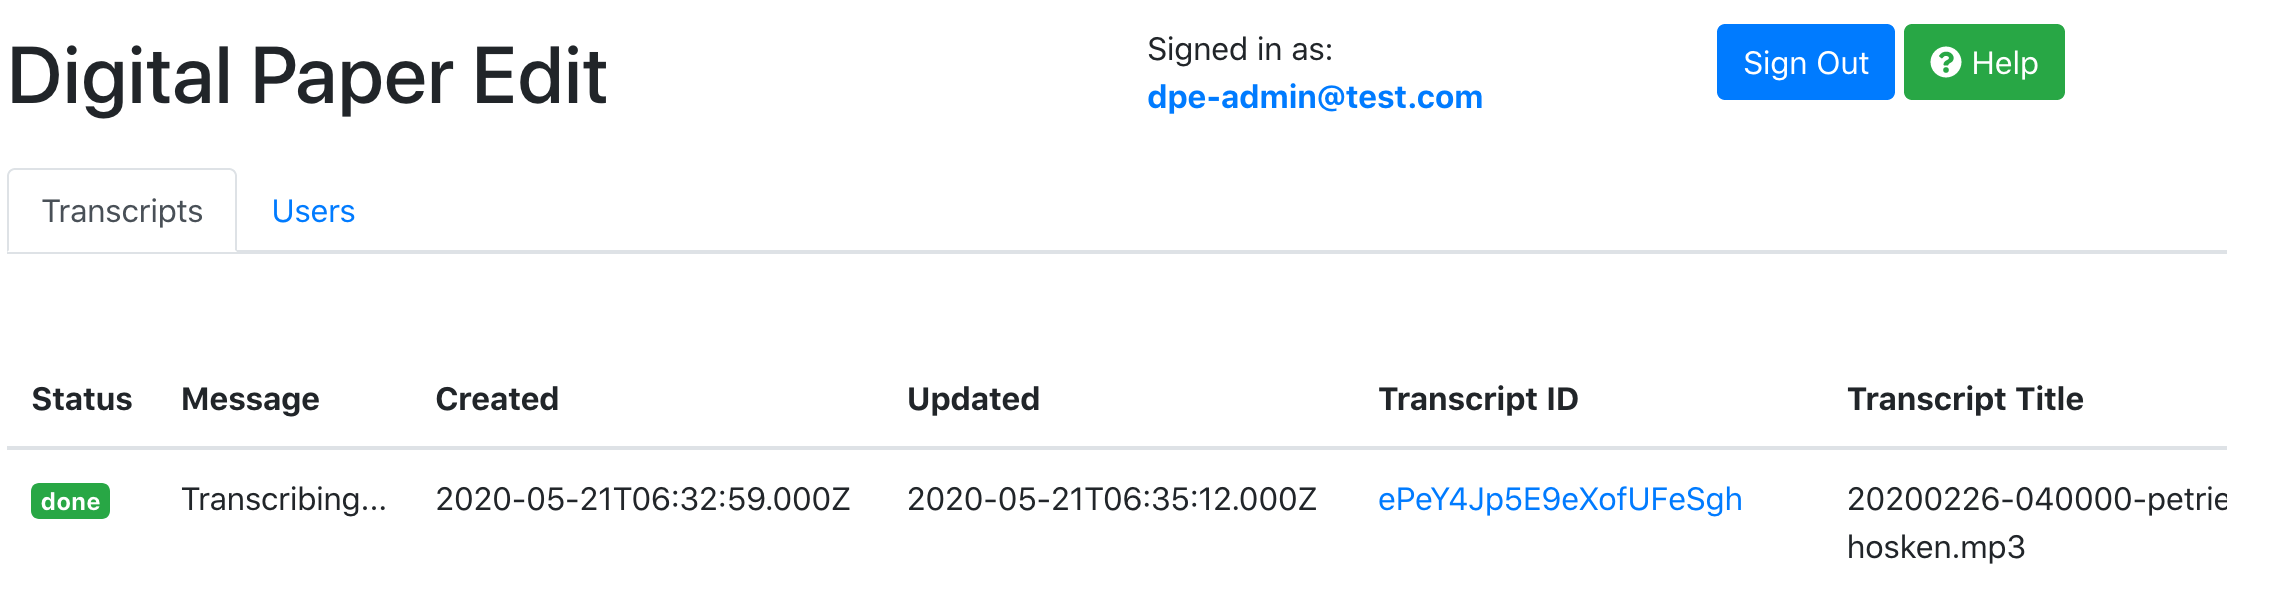 Digital Paper Edit
Signed in as:
dpe-admin@test.com
Sign Out
? Help
Transcripts Users
Status Message Created Updated Transcript ID Transcript Title
done Transcribing... 2020-05-21T06:32:59.000Z 2020-05-21T06:35:12.000Z ePeY4Jp5E9eXofUFeSgh 20200226-040000-petrie
hosken.mp3